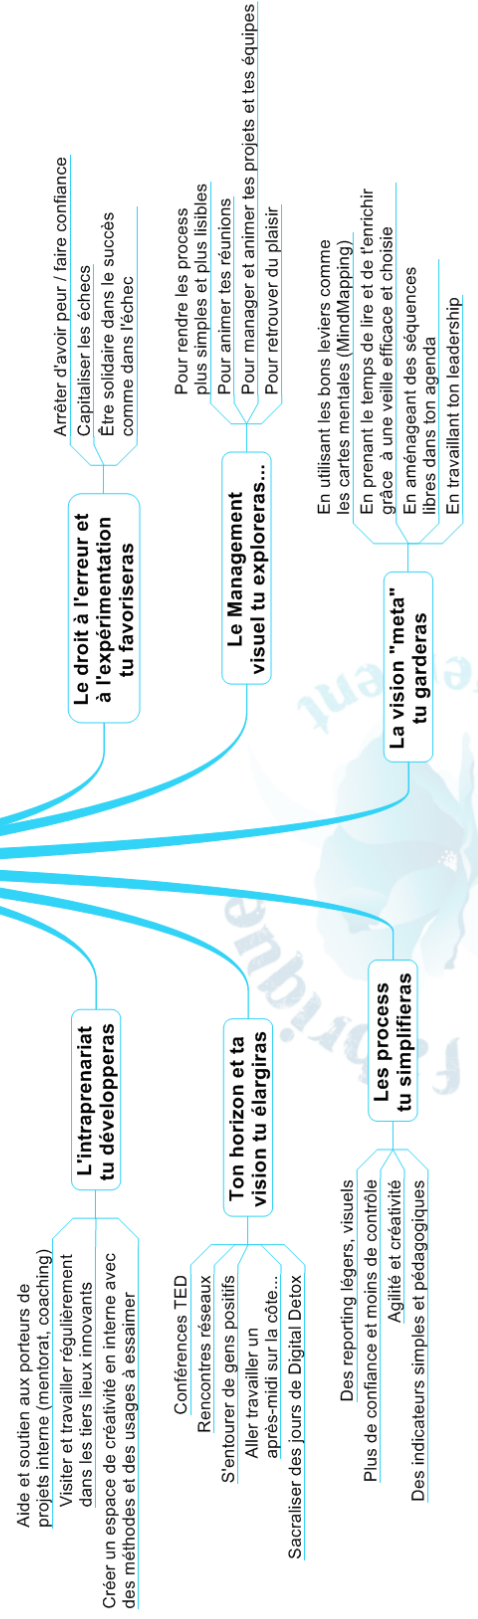 L'intraprenariat
tu développeras
Aide et soutien aux porteurs de
projets interne (mentorat, coaching)
Visiter et travailler régulièrement
dans les tiers lieux innovants
Créer un espace de créativité en interne avec
des méthodes et des usages à essaimer
Ton horizon et ta
vision tu élargiras
Conférences TED
Rencontres réseaux
S'entourer de gens positifs
Aller travailler un
après-midi sur la côte...
Sacraliser des jours de Digital Detox
Les process
tu simplifieras
Des reporting légers, visuels
Plus de confiance et moins de contrôle
Agilité et créativité
Des indicateurs simples et pédagogiques
Le droit à l'erreur et
à l'expérimentation
tu favoriseras
Arrêter d'avoir peur / faire confiance
Capitaliser les échecs
Être solidaire dans le succès
comme dans l'échec
Le Management
visuel tu exploreras...
Pour rendre les process
plus simples et plus lisibles
Pour animer tes réunions
Pour manager et animer tes projets et tes équipes
Pour retrouver du plaisir
La vision "meta"
tu garderas
En utilisant les bons leviers comme
les cartes mentales (MindMapping)
En prenant le temps de lire et de t'enrichir
grâce à une veille efficace et choisie
En aménageant des séquences
libres dans ton agenda
En travaillant ton leadership